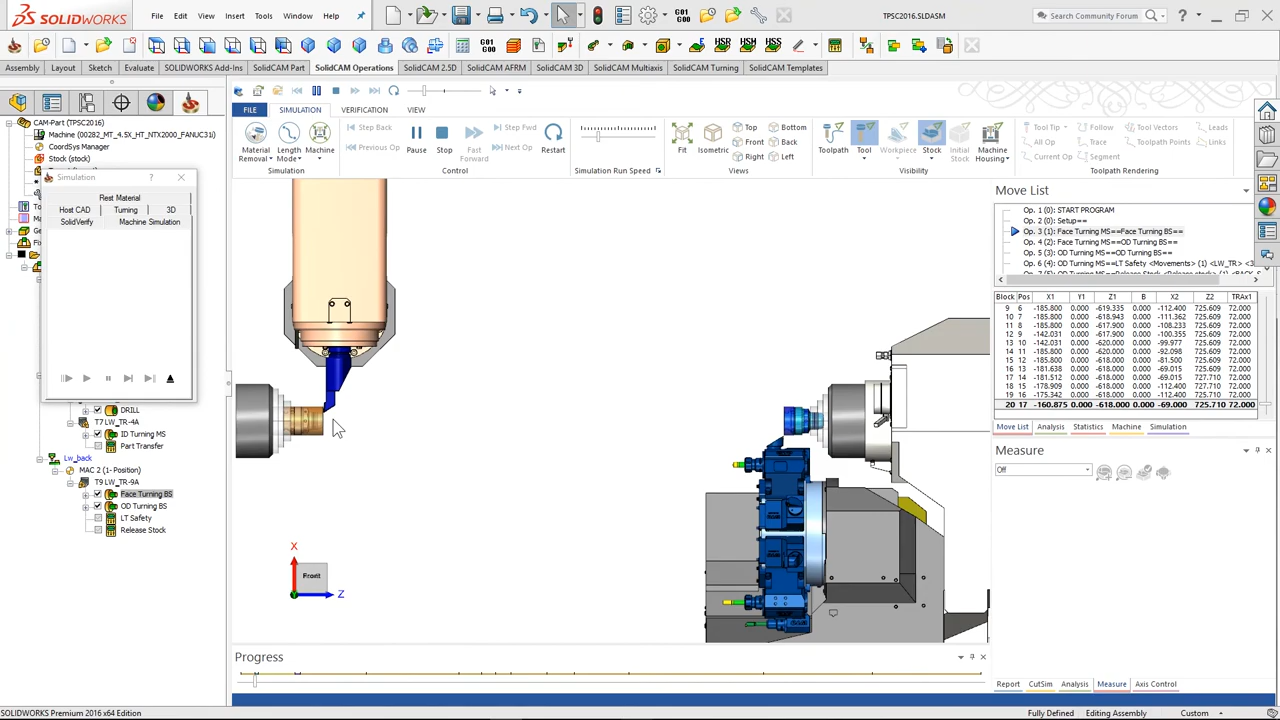 SOLIDWORKS File Edit View Insert Tools Window Help TPSC2016.SLDASM Search Community Forum
Assembly Layout Sketch Evaluate SOLIDWORKS Add-Ins SolidCAM Part SolidCAM Operations SolidCAM 2.5D SolidCAM AFRM SolidCAM 3D SolidCAM Multiaxis SolidCAM Turning SolidCAM Templates
FILE SIMULATION VERIFICATION VIEW
Material Removal Length Mode Machine
Simulation
Step Back Previous Op Pause Stop Fast Forward Step Fwd Next Op Restart
Control
Simulation Run Speed
Fit Isometric Top Front Right Bottom Back Left
Views
Toolpath Tool Workpiece Stock Initial Stock Machine Housing
Visibility
Tool Tip Follow Tool Vectors Leads
All Op Trace Toolpath Points Links
Current Op Segment
Toolpath Rendering
CAM-Part (TPSC2016)
Machine (00282_MT_4.5X_HT_NTX2000_FANUC31i)
CoordSys Manager
Stock (stock)
Simulation
Rest Material
Host CAD Turning 3D
SolidVerify Machine Simulation
DRILL
T7 LW_TR-4A
ID Turning MS
Part Transfer
Lw_back
MAC 2 (1- Position)
T9 LW_TR-9A
Face Turning BS
OD Turning BS
LT Safety
Release Stock
X
Front
Z
Move List
Op. 1 (0): START PROGRAM
Op. 2 (0): Setup==
Op. 3 (1): Face Turning MS==Face Turning BS==
Op. 4 (2): Face Turning MS==OD Turning BS==
Op. 5 (3): OD Turning MS==OD Turning BS==
Op. 6 (4): OD Turning MS==LT Safety <Movements> (1) <LW_TR> <3
Block Pos X1 Y1 Z1 B X2 Z2 TRAx1
9 6 -185.800 0.000 -619.335 0.000 -112.400 725.609 72.000
10 7 -185.800 0.000 -618.943 0.000 -111.362 725.609 72.000
11 8 -185.800 0.000 -617.900 0.000 -108.233 725.609 72.000
12 9 -142.031 0.000 -617.900 0.000 -100.355 725.609 72.000
13 10 -142.031 0.000 -620.000 0.000 -99.977 725.609 72.000
14 11 -185.800 0.000 -620.000 0.000 -92.098 725.609 72.000
15 12 -185.800 0.000 -618.000 0.000 -81.500 725.609 72.000
16 13 -181.638 0.000 -618.000 0.000 -112.400 725.609 72.000
17 14 -181.512 0.000 -618.000 0.000 -112.400 727.710 72.000
18 15 -178.909 0.000 -618.000 0.000 -112.400 727.710 72.000
19 16 -175.342 0.000 -618.000 0.000 -112.400 725.710 72.000
20 17 -160.875 0.000 -618.000 0.000 -69.000 725.710 72.000
Move List Analysis Statistics Machine Simulation
Measure
Off
Progress
Report CutSim Analysis Measure Axis Control
SOLIDWORKS Premium 2016 x64 Edition Fully Defined Editing Assembly Custom